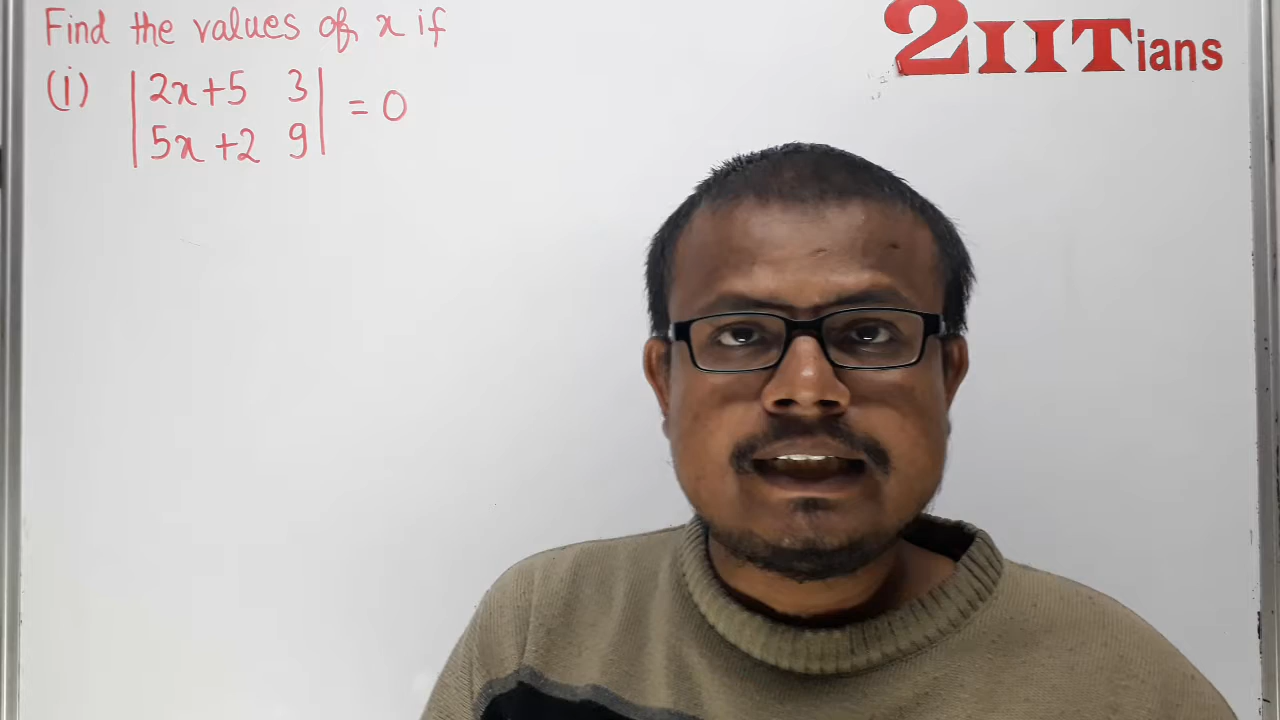 Find the values of x if
(i) |2x+5 3| = 0
|5x+2 9|
2IITians